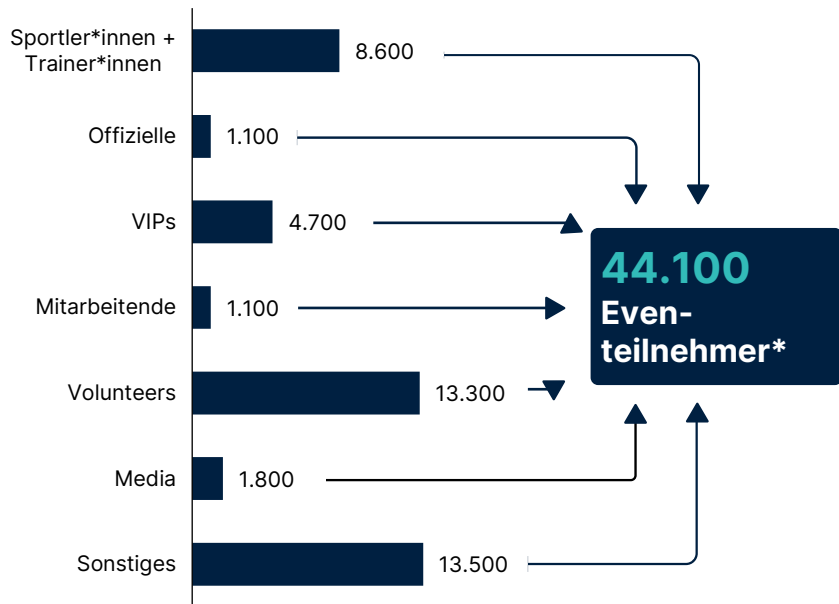 Sportler*innen +
Trainer*innen
8.600
Offizielle
1.100
VIPs
4.700
Mitarbeitende
1.100
Volunteers
13.300
Media
1.800
Sonstiges
13.500
44.100
Even-
teilnehmer*